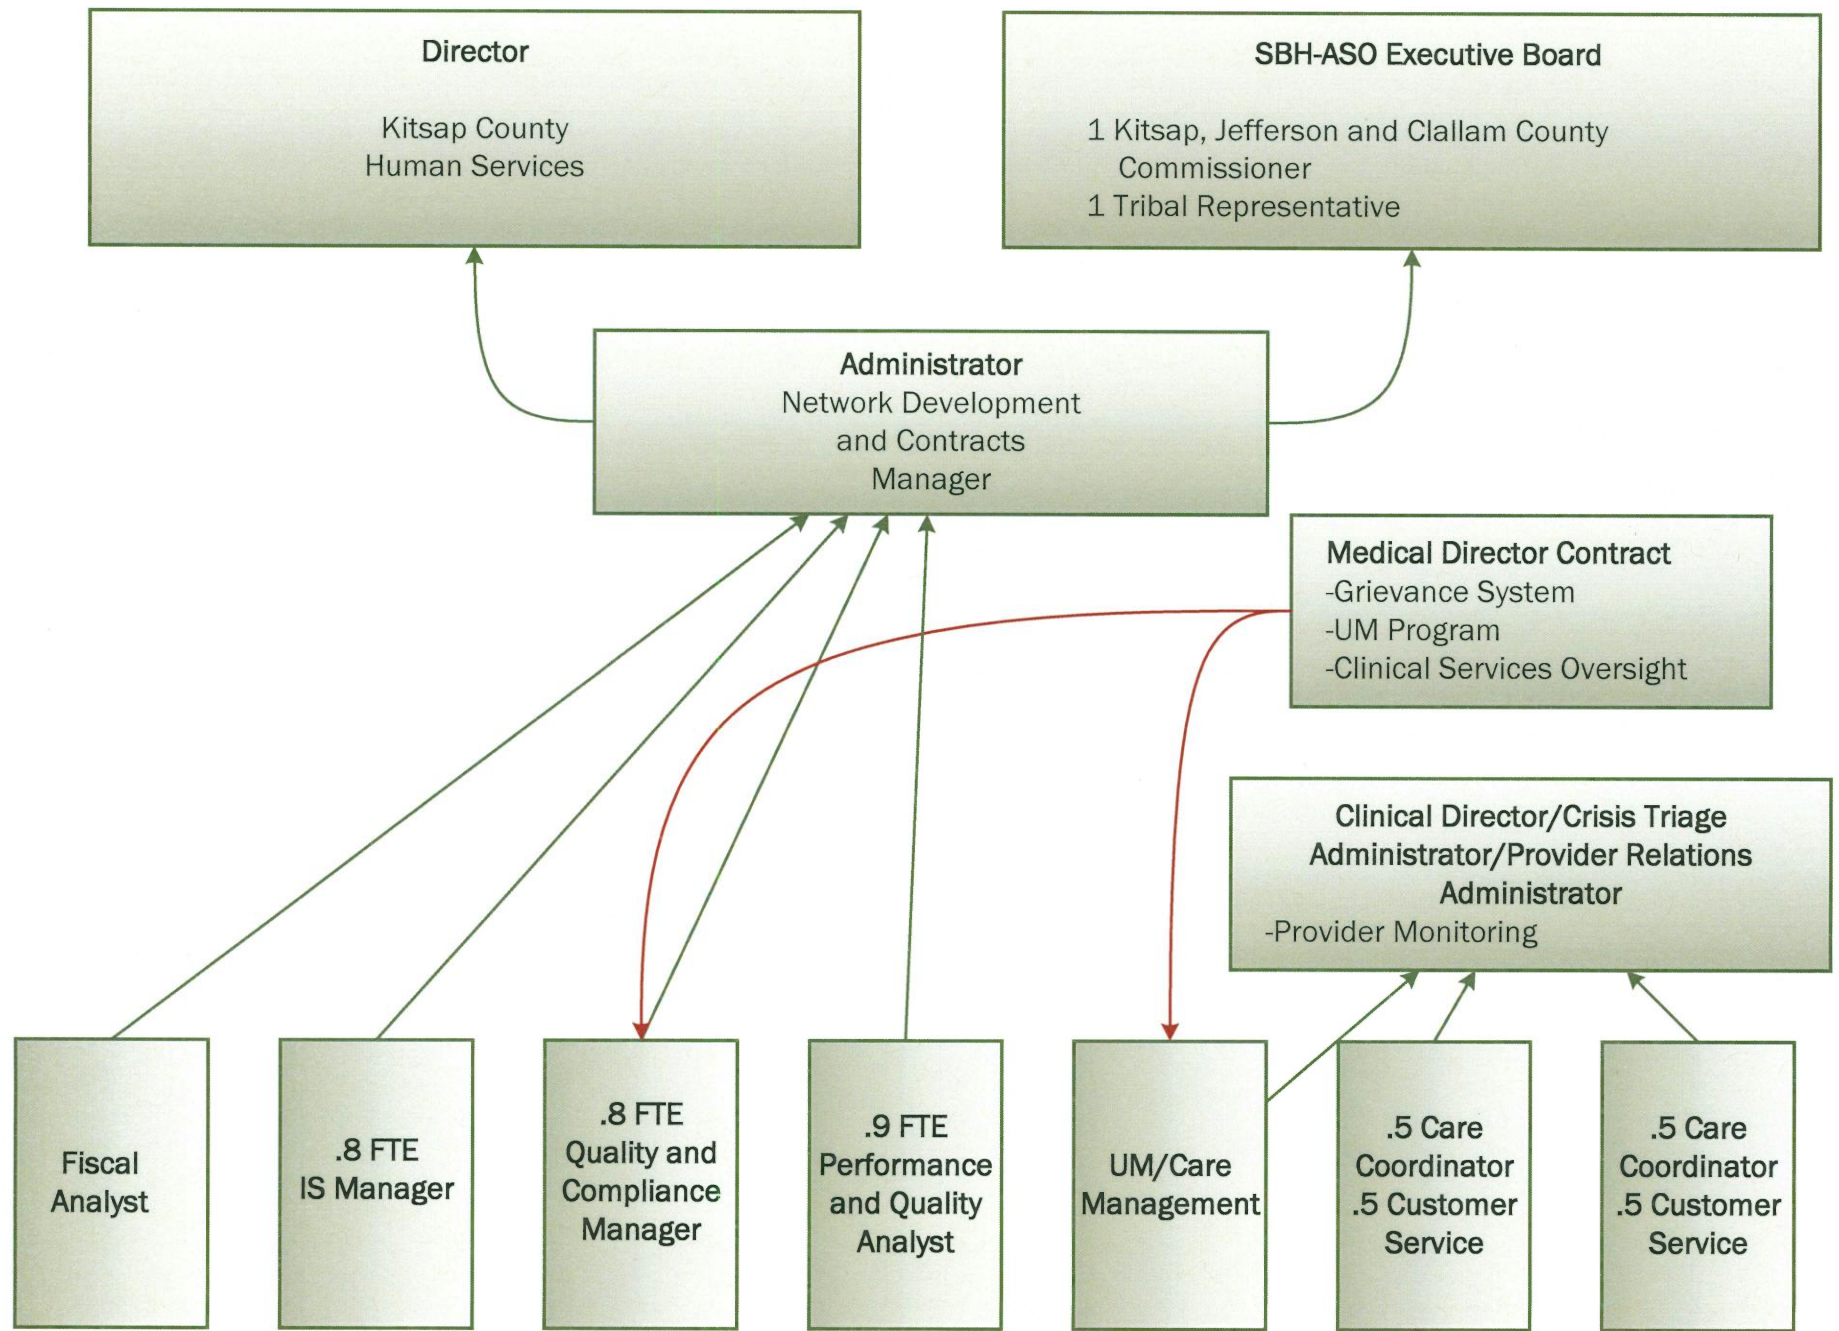 Director
Kitsap County
Human Services
SBH-ASO Executive Board
1 Kitsap, Jefferson and Clallam County
Commissioner
1 Tribal Representative
Administrator
Network Development
and Contracts
Manager
Medical Director Contract
-Grievance System
-UM Program
-Clinical Services Oversight
Clinical Director/Crisis Triage
Administrator/Provider Relations
Administrator
-Provider Monitoring
Fiscal
Analyst
.8 FTE
IS Manager
.8 FTE
Quality and
Compliance
Manager
.9 FTE
Performance
and Quality
Analyst
UM/Care
Management
.5 Care
Coordinator
.5 Customer
Service
.5 Care
Coordinator
.5 Customer
Service